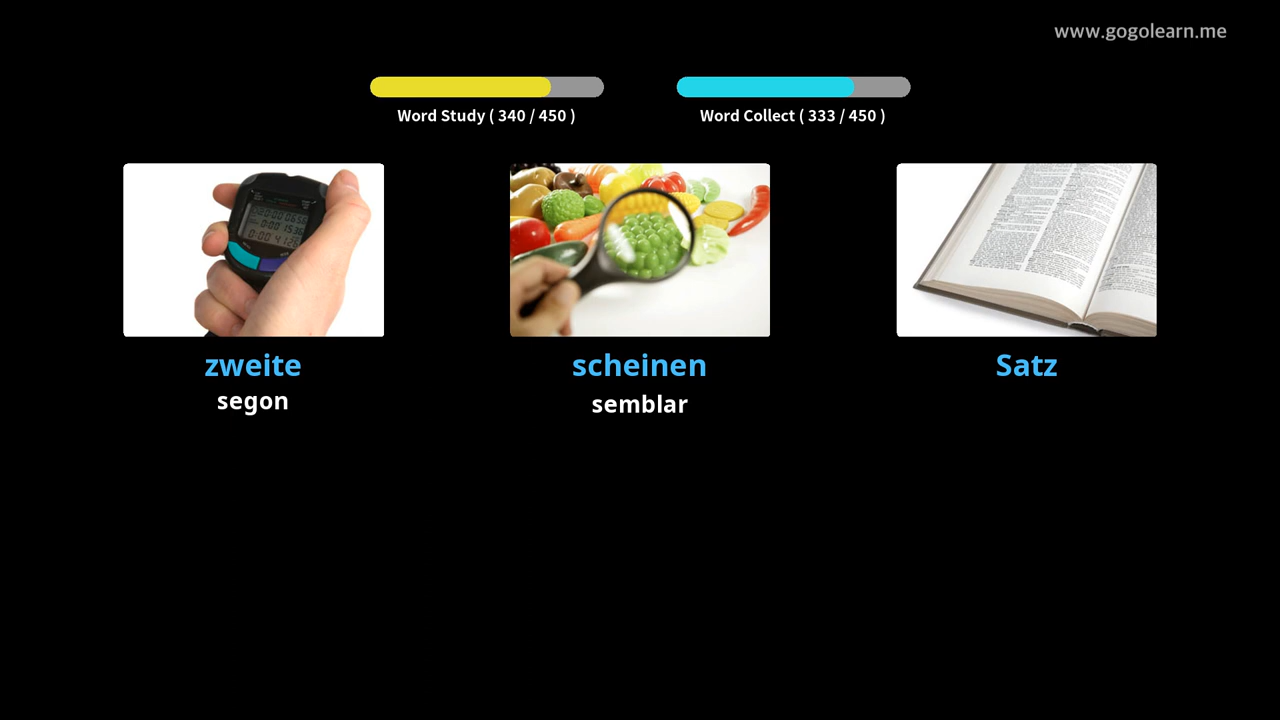 www.gogolearn.me
Word Study ( 340 / 450 )
Word Collect ( 333 / 450 )
zweite
scheinen
Satz
segon
semblar